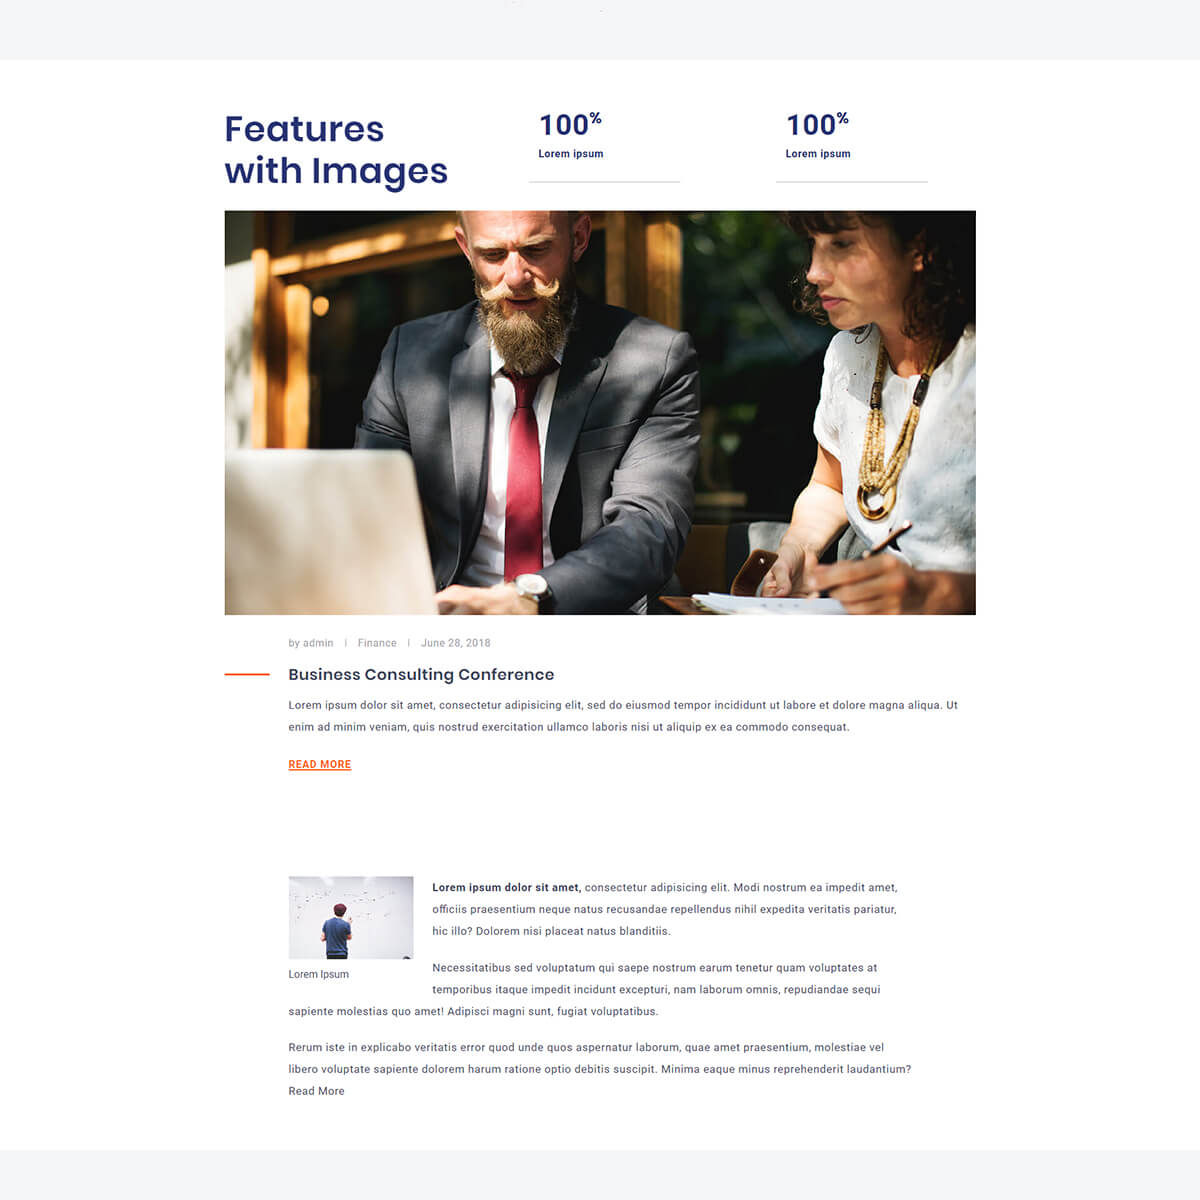 Features
with Images
100%
Lorem ipsum
100%
Lorem ipsum
by admin | Finance | June 28, 2018
Business Consulting Conference
Lorem ipsum dolor sit amet, consectetur adipisicing elit, sed do eiusmod tempor incididunt ut labore et dolore magna aliqua. Ut
enim ad minim veniam, quis nostrud exercitation ullamco laboris nisi ut aliquip ex ea commodo consequat.
READ MORE
Lorem ipsum dolor sit amet, consectetur adipisicing elit. Modi nostrum ea impedit amet,
officiis praesentium neque natus recusandae repellendus nihil expedita veritatis pariatur,
hic illo? Dolorem nisi placeat natus blanditiis.
Lorem Ipsum
Necessitatibus sed voluptatum qui saepe nostrum earum tenetur quam voluptates at
temporibus itaque impedit incidunt excepturi, nam laborum omnis, repudiandae sequi
sapiente molestias quo amet! Adipisci magni sunt, fugiat voluptatibus.
Rerum iste in explicabo veritatis error quod unde quos aspernatur laborum, quae amet praesentium, molestiae vel
libero voluptate sapiente dolorem harum ratione optio debitis suscipit. Minima eaque minus reprehenderit laudantium?
Read More